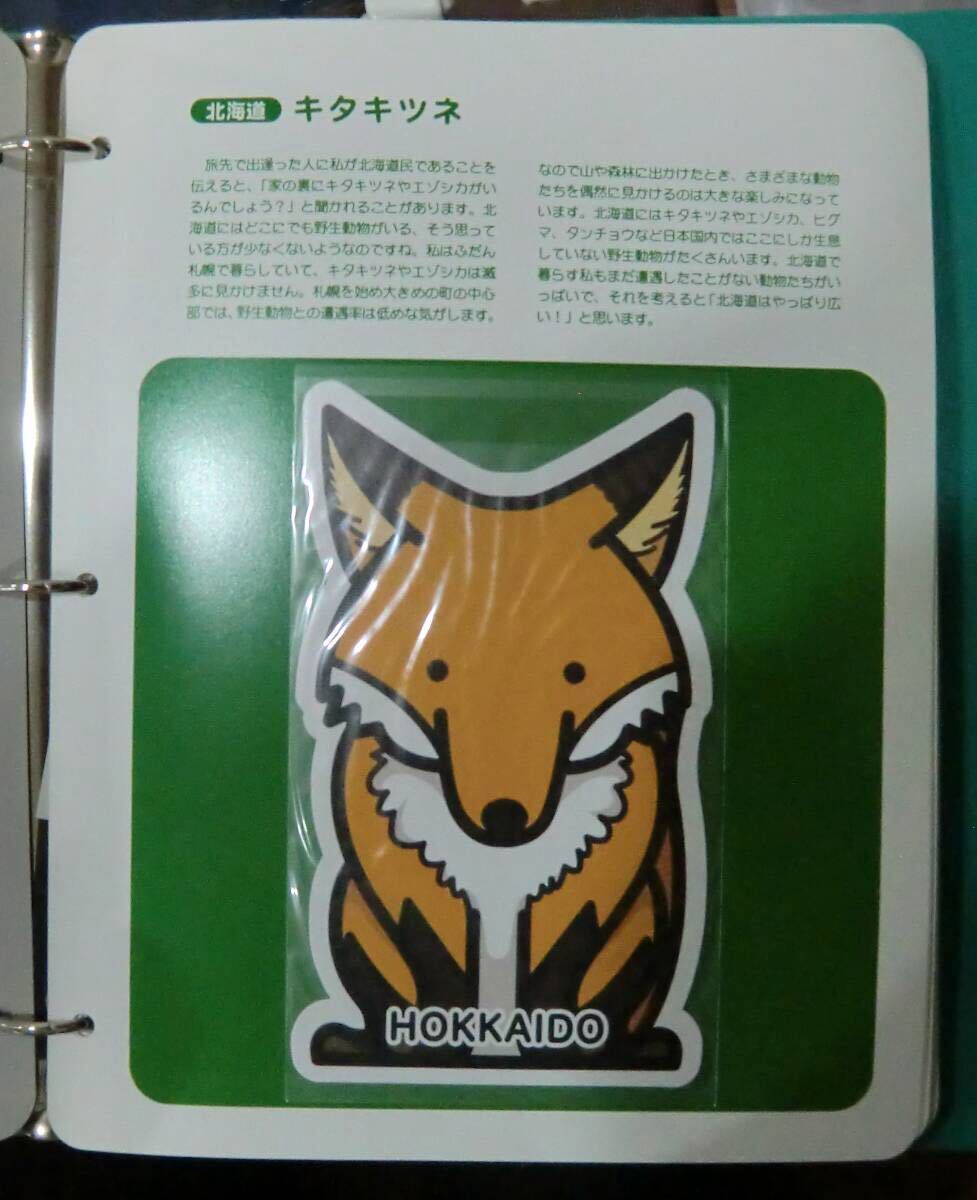 北海道 キタキツネ
旅先で出逢った人に私が北海道民であることを
伝えると、「家の裏にキタキツネやエゾシカがい
るんでしょう？」と聞かれることがあります。北
海道にはどこにでも野生動物がいる、そう思って
いる方が少なくないようなのですね。私はふだん
札幌で暮らしていて、キタキツネやエゾシカは滅
多に見かけません。札幌を始め大きめの町の中心
部では、野生動物との遭遇率は低めな気がします。
なので山や森林に出かけたとき、さまざまな動物
たちを偶然に見かけるのは大きな楽しみになって
います。北海道にはキタキツネやエゾシカ、ヒグ
マ、タンチョウなど日本国内ではここにしか生息
していない野生動物がたくさんいます。北海道で
暮らす私もまだ遭遇したことがない動物たちがい
っぱいで、それを考えると「北海道はやっぱり広
い！」と思います。
HOKKAIDO